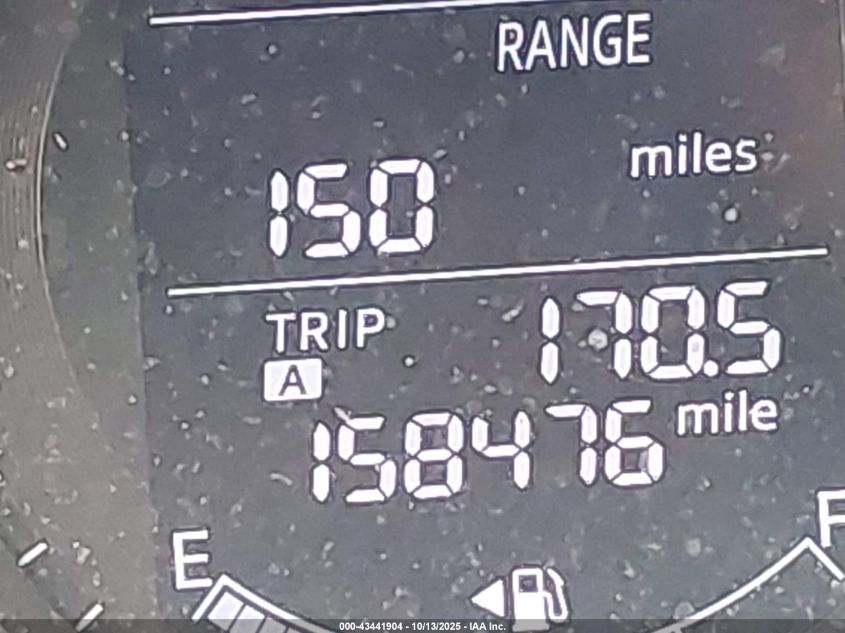 RANGE
miles
150
TRIP 170.5
A
158476 mile
E F
000-43441904 - 10/13/2025 - IAA Inc.